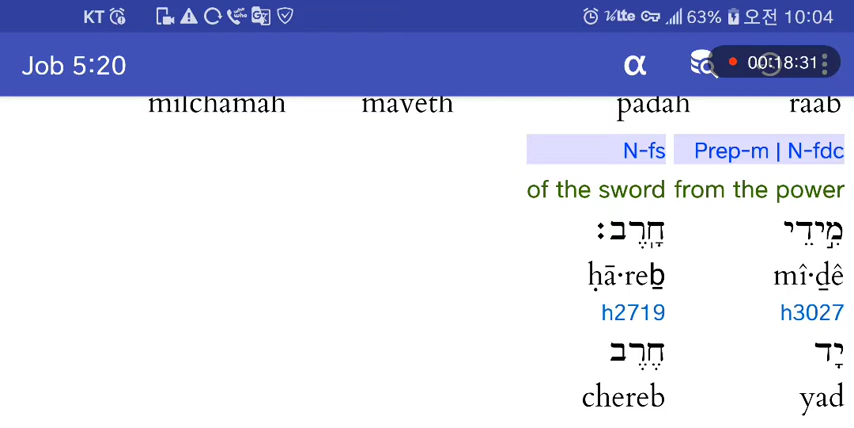 KT 63% 오전 10:04
Job 5:20 α 00:18:31
milchamah maveth padah raab
N-fs Prep-m | N-fdc
of the sword from the power
חָֽרֶב׃ מִ֣ידֵי
ḥā·reḇ mî·ḏê
h2719 h3027
חֶרֶב יָד
chereb yad